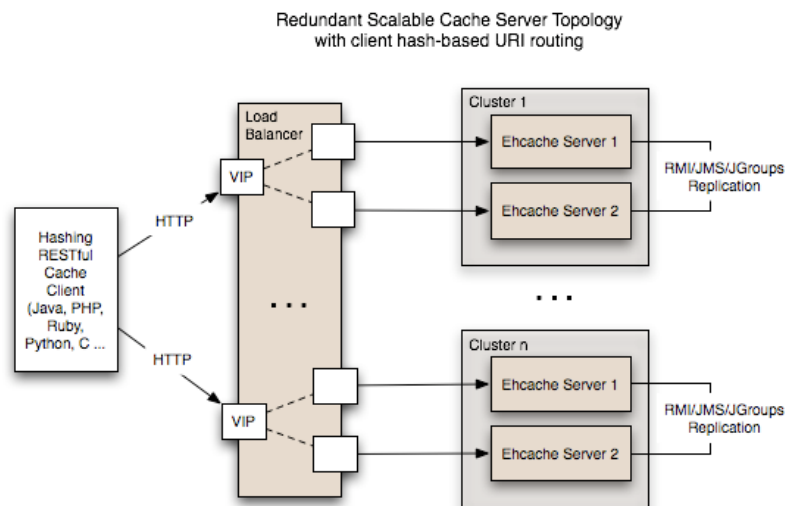 Redundant Scalable Cache Server Topology
with client hash-based URI routing
Load
Balancer
VIP
HTTP
Hashing
RESTful
Cache
Client
(Java, PHP,
Ruby,
Python, C ...
HTTP
VIP
...
Cluster 1
Ehcache Server 1
Ehcache Server 2
RMI/JMS/JGroups
Replication
...
Cluster n
Ehcache Server 1
Ehcache Server 2
RMI/JMS/JGroups
Replication